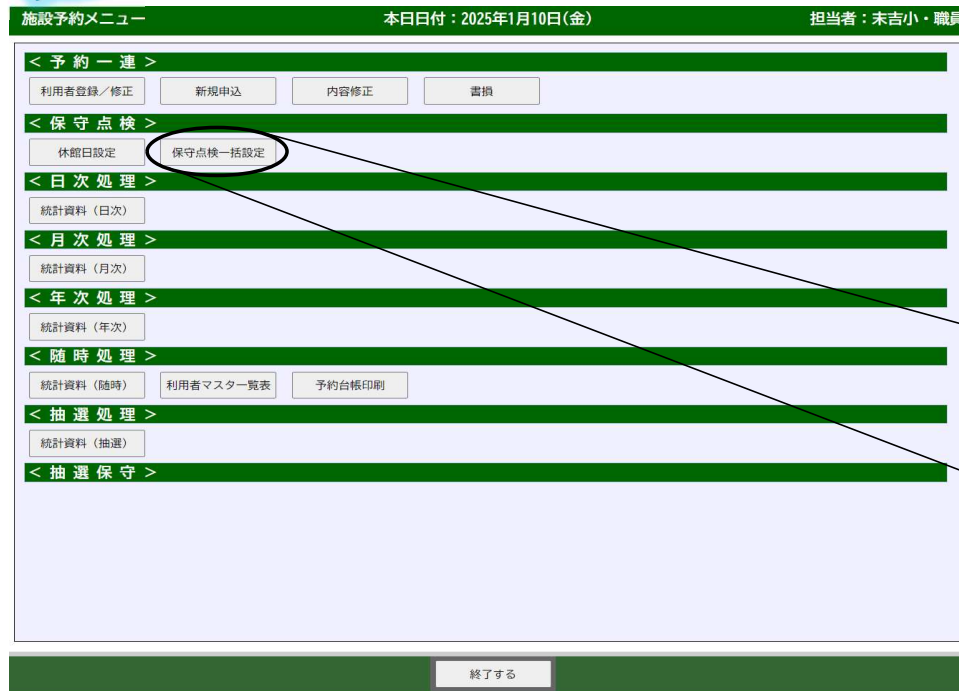 施設予約メニュー 本日日付：2025年1月10日(金) 担当者：末吉小・職員
＜予約一連＞
利用者登録／修正 新規申込 内容修正 書損
＜保守点検＞
休館日設定 保守点検一括設定
＜日次処理＞
統計資料（日次）
＜月次処理＞
統計資料（月次）
＜年次処理＞
統計資料（年次）
＜随時処理＞
統計資料（随時） 利用者マスター覧表 予約台帳印刷
＜抽選処理＞
統計資料（抽選）
＜抽選保守＞
終了する